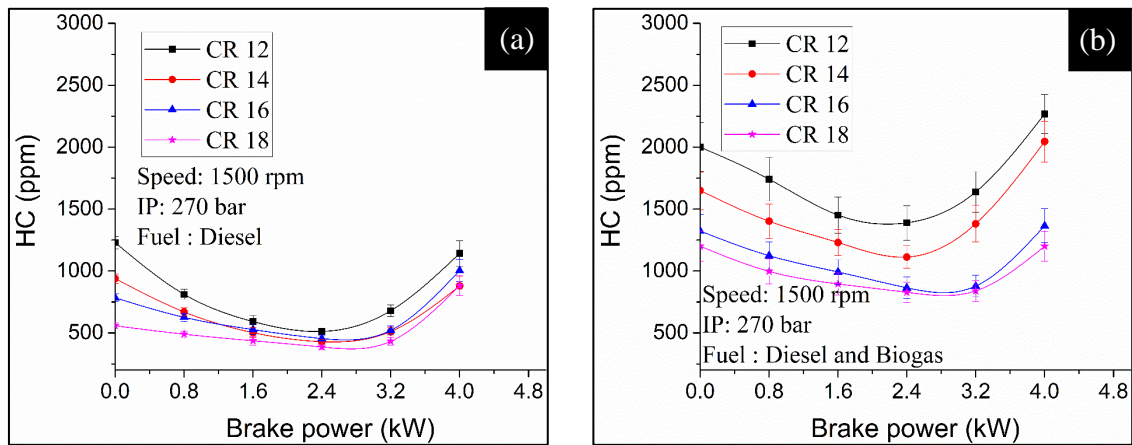 (a)
3000
2500
2000
1500
1000
500
HC (ppm)
CR 12
CR 14
CR 16
CR 18
Speed: 1500 rpm
IP: 270 bar
Fuel : Diesel
0.0 0.8 1.6 2.4 3.2 4.0 4.8
Brake power (kW)
(b)
3000
2500
2000
1500
1000
500
HC (ppm)
CR 12
CR 14
CR 16
CR 18
Speed: 1500 rpm
IP: 270 bar
Fuel : Diesel and Biogas
0.0 0.8 1.6 2.4 3.2 4.0 4.8
Brake power (kW)